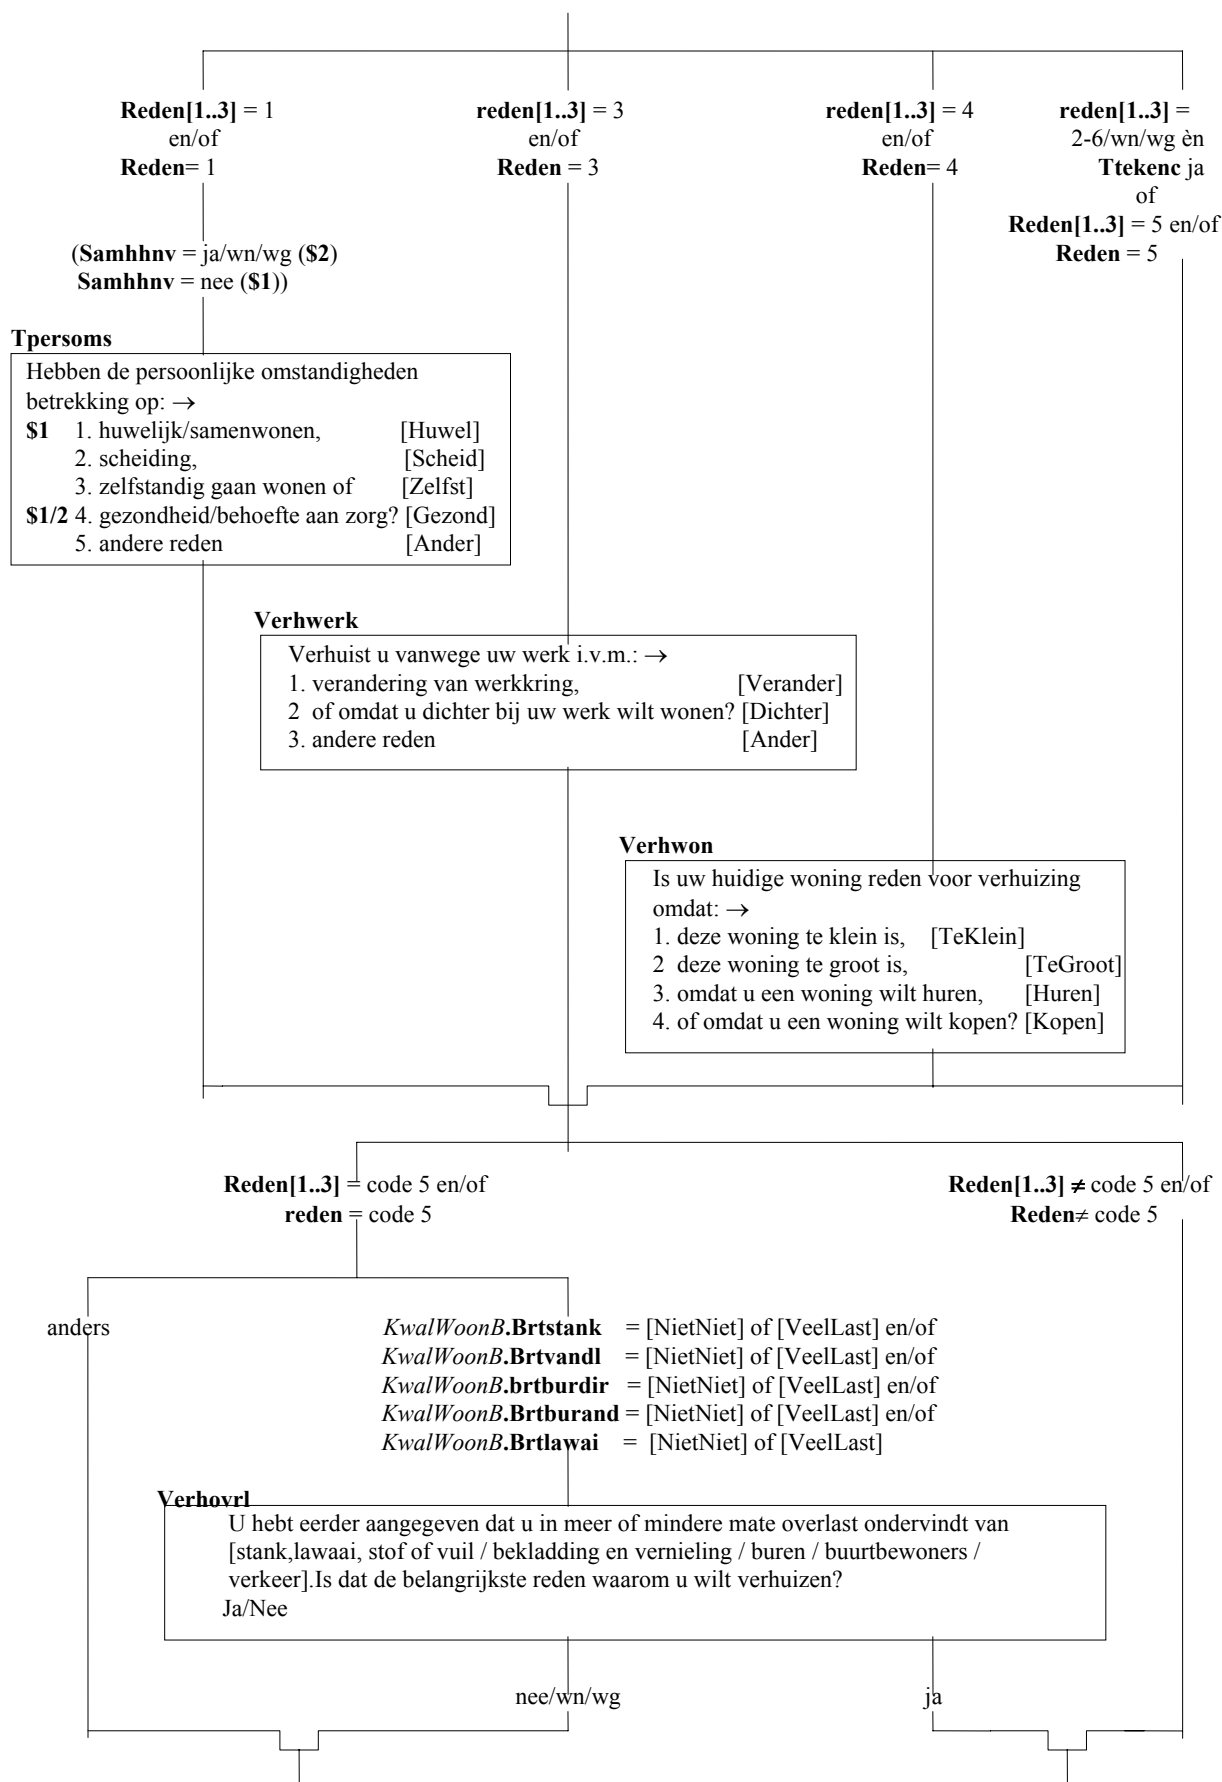 Reden[1..3] = 1
en/of
Reden= 1
reden[1..3] = 3
en/of
Reden = 3
reden[1..3] = 4
en/of
Reden= 4
reden[1..3] =
2-6/wn/wg èn
Ttekenc ja
of
Reden[1..3] = 5 en/of
Reden = 5
(Samhhnv = ja/wn/wg ($2)
Samhhnv = nee ($1))
Tpersoms
Hebben de persoonlijke omstandigheden
betrekking op: →
$1 1. huwelijk/samenwonen, [Huwel]
2. scheiding, [Scheid]
3. zelfstandig gaan wonen of [Zelfst]
$1/2 4. gezondheid/behoefte aan zorg? [Gezond]
5. andere reden [Ander]
Verhwerk
Verhuist u vanwege uw werk i.v.m.: →
1. verandering van werkkring, [Verander]
2 of omdat u dichter bij uw werk wilt wonen? [Dichter]
3. andere reden [Ander]
Verhwon
Is uw huidige woning reden voor verhuizing
omdat: →
1. deze woning te klein is, [TeKlein]
2 deze woning te groot is, [TeGroot]
3. omdat u een woning wilt huren, [Huren]
4. of omdat u een woning wilt kopen? [Kopen]
Reden[1..3] = code 5 en/of
reden = code 5
Reden[1..3] ≠ code 5 en/of
Reden≠ code 5
anders
KwalWoonB.Brtstank = [NietNiet] of [VeelLast] en/of
KwalWoonB.Brtvandl = [NietNiet] of [VeelLast] en/of
KwalWoonB.brtburdir = [NietNiet] of [VeelLast] en/of
KwalWoonB.Brtburand = [NietNiet] of [VeelLast] en/of
KwalWoonB.Brtlawai = [NietNiet] of [VeelLast]
Verhovrl
U hebt eerder aangegeven dat u in meer of mindere mate overlast ondervindt van
[stank,lawaai, stof of vuil / bekladding en vernieling / buren / buurtbewoners /
verkeer].Is dat de belangrijkste reden waarom u wilt verhuizen?
Ja/Nee
nee/wn/wg
ja